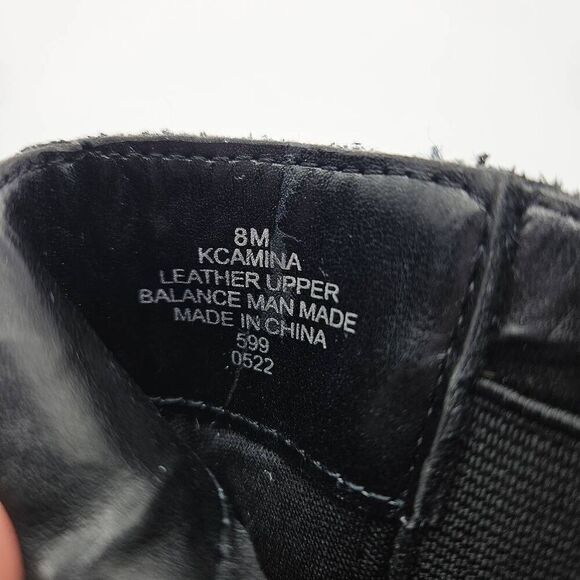 8M
KCAMINA
LEATHER UPPER
BALANCE MAN MADE
MADE IN CHINA
599
0522